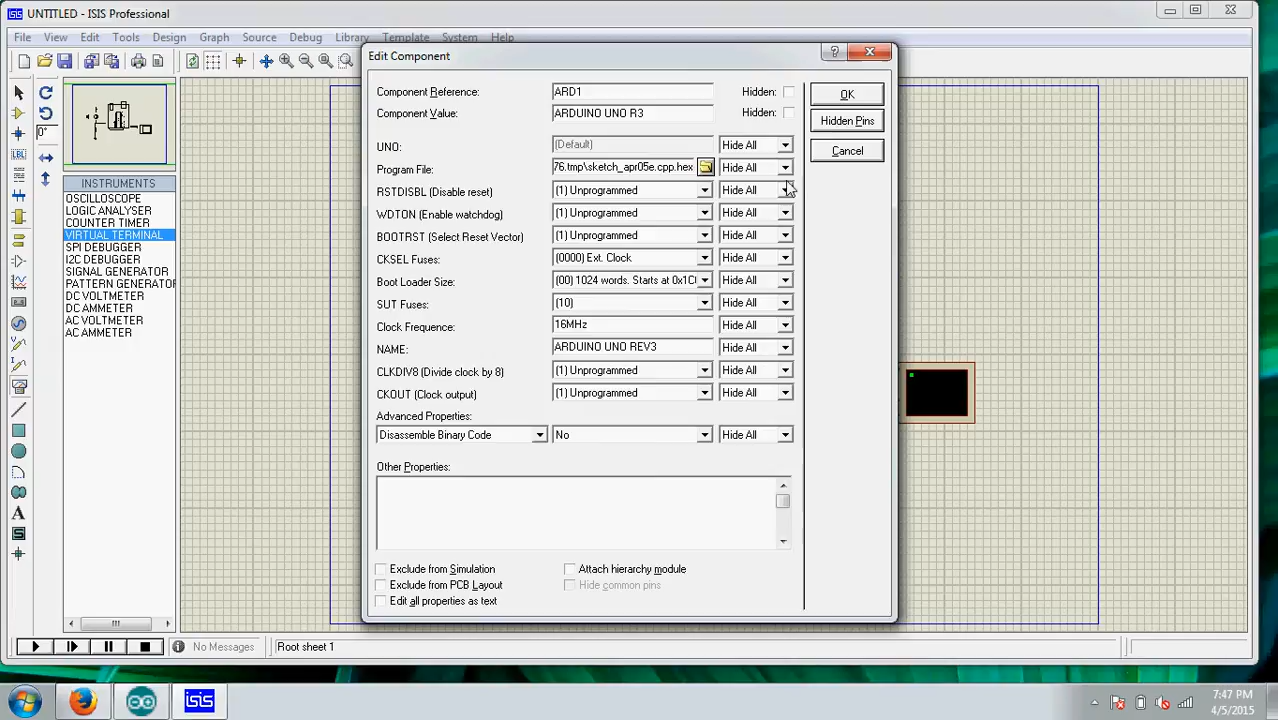 UNTITLED - ISIS Professional
File View Edit Tools Design Graph Source Debug Library Template System Help
Edit Component
Component Reference: ARD1 Hidden:
Component Value: ARDUINO UNO R3 Hidden:
UNO: (Default) Hide All
Program File: 76.tmp\sketch_apr05e.cpp.hex Hide All
RSTDISBL (Disable reset) (1) Unprogrammed Hide All
WDTON (Enable watchdog) (1) Unprogrammed Hide All
BOOTRST (Select Reset Vector) (1) Unprogrammed Hide All
CKSEL Fuses: (0000) Ext. Clock Hide All
Boot Loader Size: (00) 1024 words. Starts at 0x1C Hide All
SUT Fuses: (10) Hide All
Clock Frequency: 16MHz Hide All
NAME: ARDUINO UNO REV3 Hide All
CLKDIV8 (Divide clock by 8) (1) Unprogrammed Hide All
CKOUT (Clock output) (1) Unprogrammed Hide All
Advanced Properties:
Disassemble Binary Code No Hide All
Other Properties:
Exclude from Simulation Attach hierarchy module
Exclude from PCB Layout Hide common pins
Edit all properties as text
OK
Hidden Pins
Cancel
0°
LBL
INSTRUMENTS
OSCILLOSCOPE
LOGIC ANALYSER
COUNTER TIMER
VIRTUAL TERMINAL
SPI DEBUGGER
I2C DEBUGGER
SIGNAL GENERATOR
PATTERN GENERATOR
DC VOLTMETER
DC AMMETER
AC VOLTMETER
AC AMMETER
A
No Messages Root sheet 1
isis
7:47 PM
4/5/2015